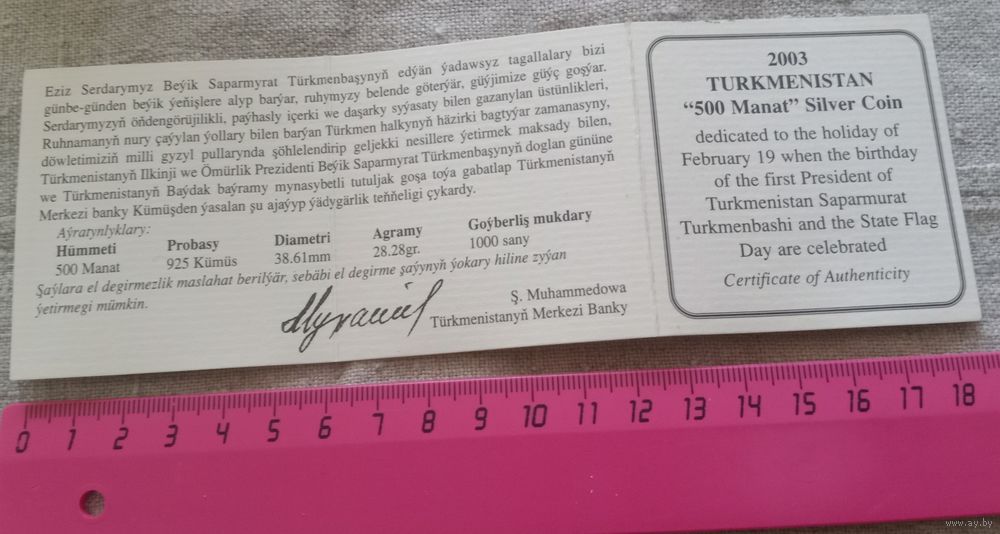 Eziz Serdarymyz Beýik Saparmyrat Türkmenbaşynyň edýän ýadawsyz tagallalary bizi
günbe-günden beýik ýeňişlere alyp barýar, ruhymyzy belende göterýär, güýjimize güýç goşýar.
Serdarymyzyň öňdengörüjilikli, paýhasly içerki we daşarky syýasaty bilen gazanylan üstünlikleri,
Ruhnamanyň nury çaýylan ýollary bilen barýan Türkmen halkynyň häzirki bagtyýar zamanasyny,
döwletimiziň milli gyzyl pullarynda şöhlelendirip geljekki nesillere ýetirmek maksady bilen,
Türkmenistanyň Ilkinji we Ömürlik Prezidenti Beýik Saparmyrat Türkmenbaşynyň doglan gününe
we Türkmenistanyň Baýdak baýramy mynasybetli tutuljak goşa toýa gabatlap Türkmenistanyň
Merkezi banky Kümüşden ýasalan şu ajaýyp ýädygärlik teňňeligi çykardy.
Aýratynlyklary:
Hümmeti Probasy Diametri Agramy Goýberliş mukdary
500 Manat 925 Kümüs 38.61mm 28.28gr. 1000 sany
Şaýlara el degirmezlik maslahat berilýär, sebäbi el degirme şaýynyň ýokary hiline zyýan
ýetirmegi mümkin.
Ş. Muhammedowa
Türkmenistanyň Merkezi Banky
2003
TURKMENISTAN
“500 Manat” Silver Coin
dedicated to the holiday of
February 19 when the birthday
of the first President of
Turkmenistan Saparmurat
Turkmenbashi and the State Flag
Day are celebrated
Certificate of Authenticity
0 1 2 3 4 5 6 7 8 9 10 11 12 13 14 15 16 17 18
www.ay.by